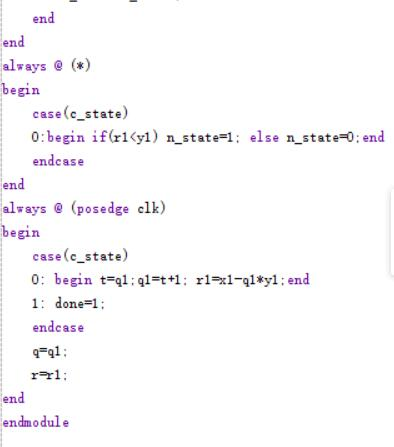 end
end
always @ (*)
begin
case(c_state)
0:begin if(r1<y1) n_state=1; else n_state=0;end
endcase
end
always @ (posedge clk)
begin
case(c_state)
0: begin t=q1;q1=t+1; r1=x1-q1*y1;end
1: done=1;
endcase
q=q1;
r=r1;
end
endmodule